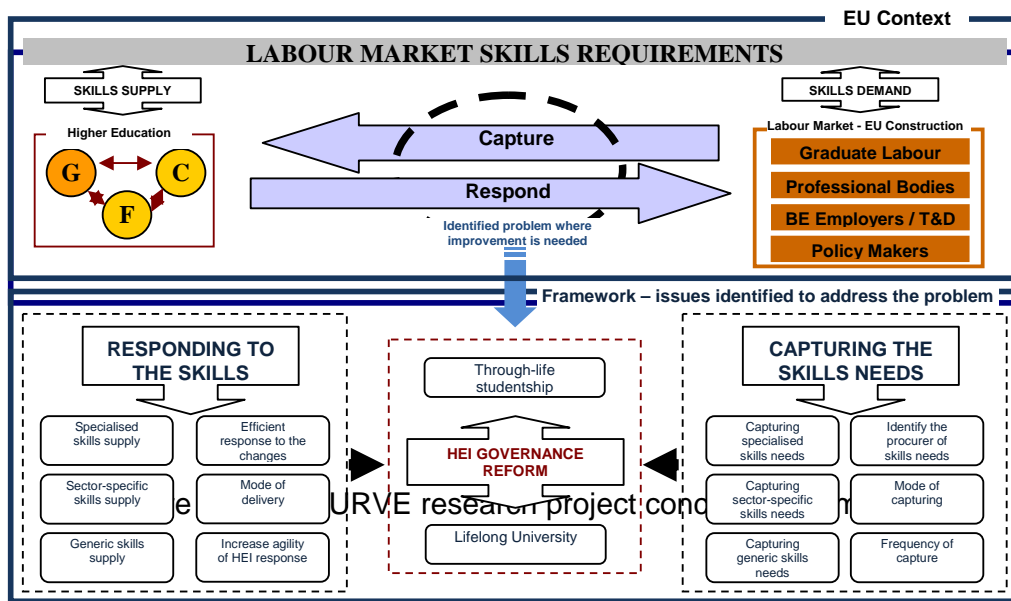 EU Context
LABOUR MARKET SKILLS REQUIREMENTS
SKILLS SUPPLY
SKILLS DEMAND
Higher Education
G
C
F
Capture
Respond
Identified problem where
improvement is needed
Labour Market - EU Construction
Graduate Labour
Professional Bodies
BE Employers / T&D
Policy Makers
Framework – issues identified to address the problem
RESPONDING TO
THE SKILLS
Specialised
skills supply
Efficient
response to the
changes
Sector-specific
skills supply
Mode of
delivery
Generic skills
supply
Increase agility
of HEI response
Through-life
studentship
HEI GOVERNANCE
REFORM
Lifelong University
CAPTURING THE
SKILLS NEEDS
Capturing
specialised
skills needs
Identify the
procurer of
skills needs
Capturing
sector-specific
skills needs
Mode of
capturing
Capturing
generic skills
needs
Frequency of
capture
URVE research project conc